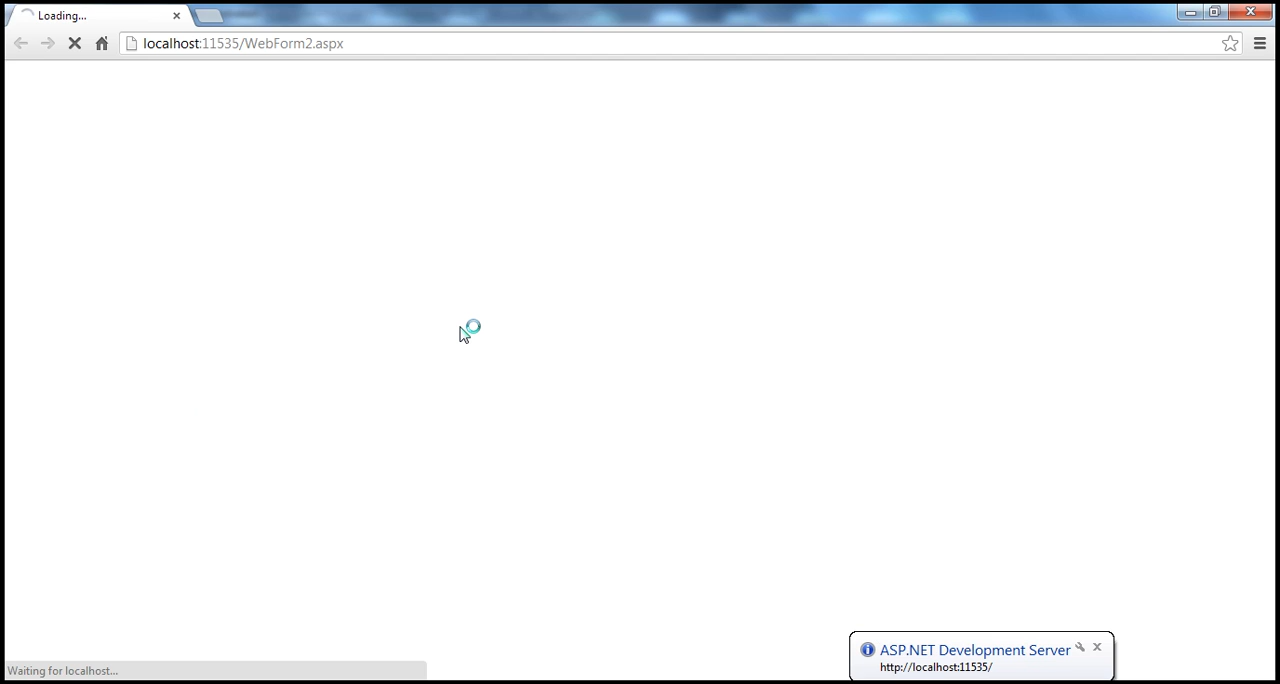 Loading...
localhost:11535/WebForm2.aspx
ASP.NET Development Server
http://localhost:11535/
Waiting for localhost...